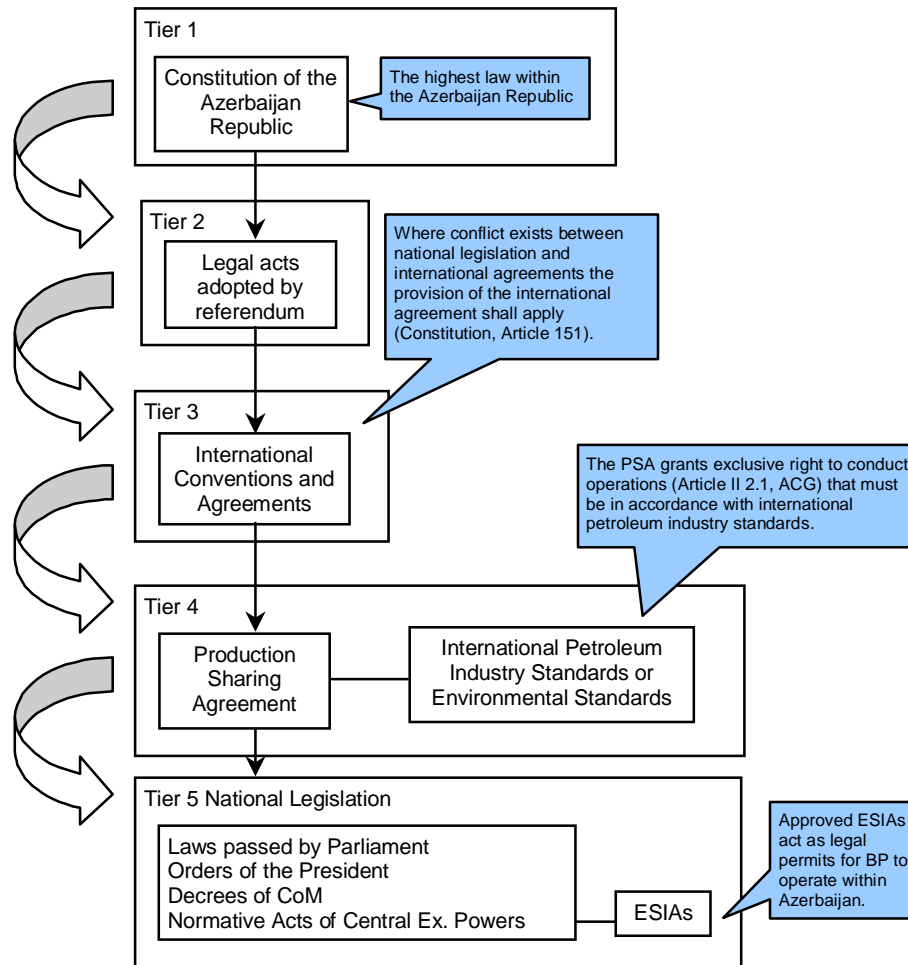 Tier 1
Constitution of the
Azerbaijan
Republic
The highest law within
the Azerbaijan Republic
Tier 2
Legal acts
adopted by
referendum
Where conflict exists between
national legislation and
international agreements the
provision of the international
agreement shall apply
(Constitution, Article 151).
Tier 3
International
Conventions and
Agreements
The PSA grants exclusive right to conduct
operations (Article II 2.1, ACG) that must
be in accordance with international
petroleum industry standards.
Tier 4
Production
Sharing
Agreement
International Petroleum
Industry Standards or
Environmental Standards
Tier 5 National Legislation
Laws passed by Parliament
Orders of the President
Decrees of CoM
Normative Acts of Central Ex. Powers
ESIAs
Approved ESIAs
act as legal
permits for BP to
operate within
Azerbaijan.